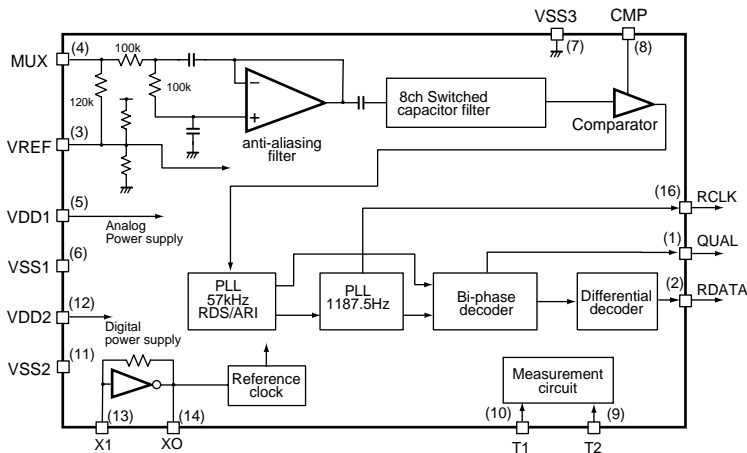 VSS3
CMP
(7)
(8)
MUX
(4)
100k
100k
120k
−
+
anti-aliasing
filter
8ch Switched
capacitor filter
Comparator
VREF
(3)
VDD1
(5)
Analog
Power supply
VSS1
(6)
VDD2
(12)
Digital
power supply
VSS2
(11)
(16)
RCLK
(1)
QUAL
(2)
RDATA
PLL
57kHz
RDS/ARI
PLL
1187.5Hz
Bi-phase
decoder
Differential
decoder
Reference
clock
Measurement
circuit
(13)
(14)
(10)
(9)
X1
XO
T1
T2